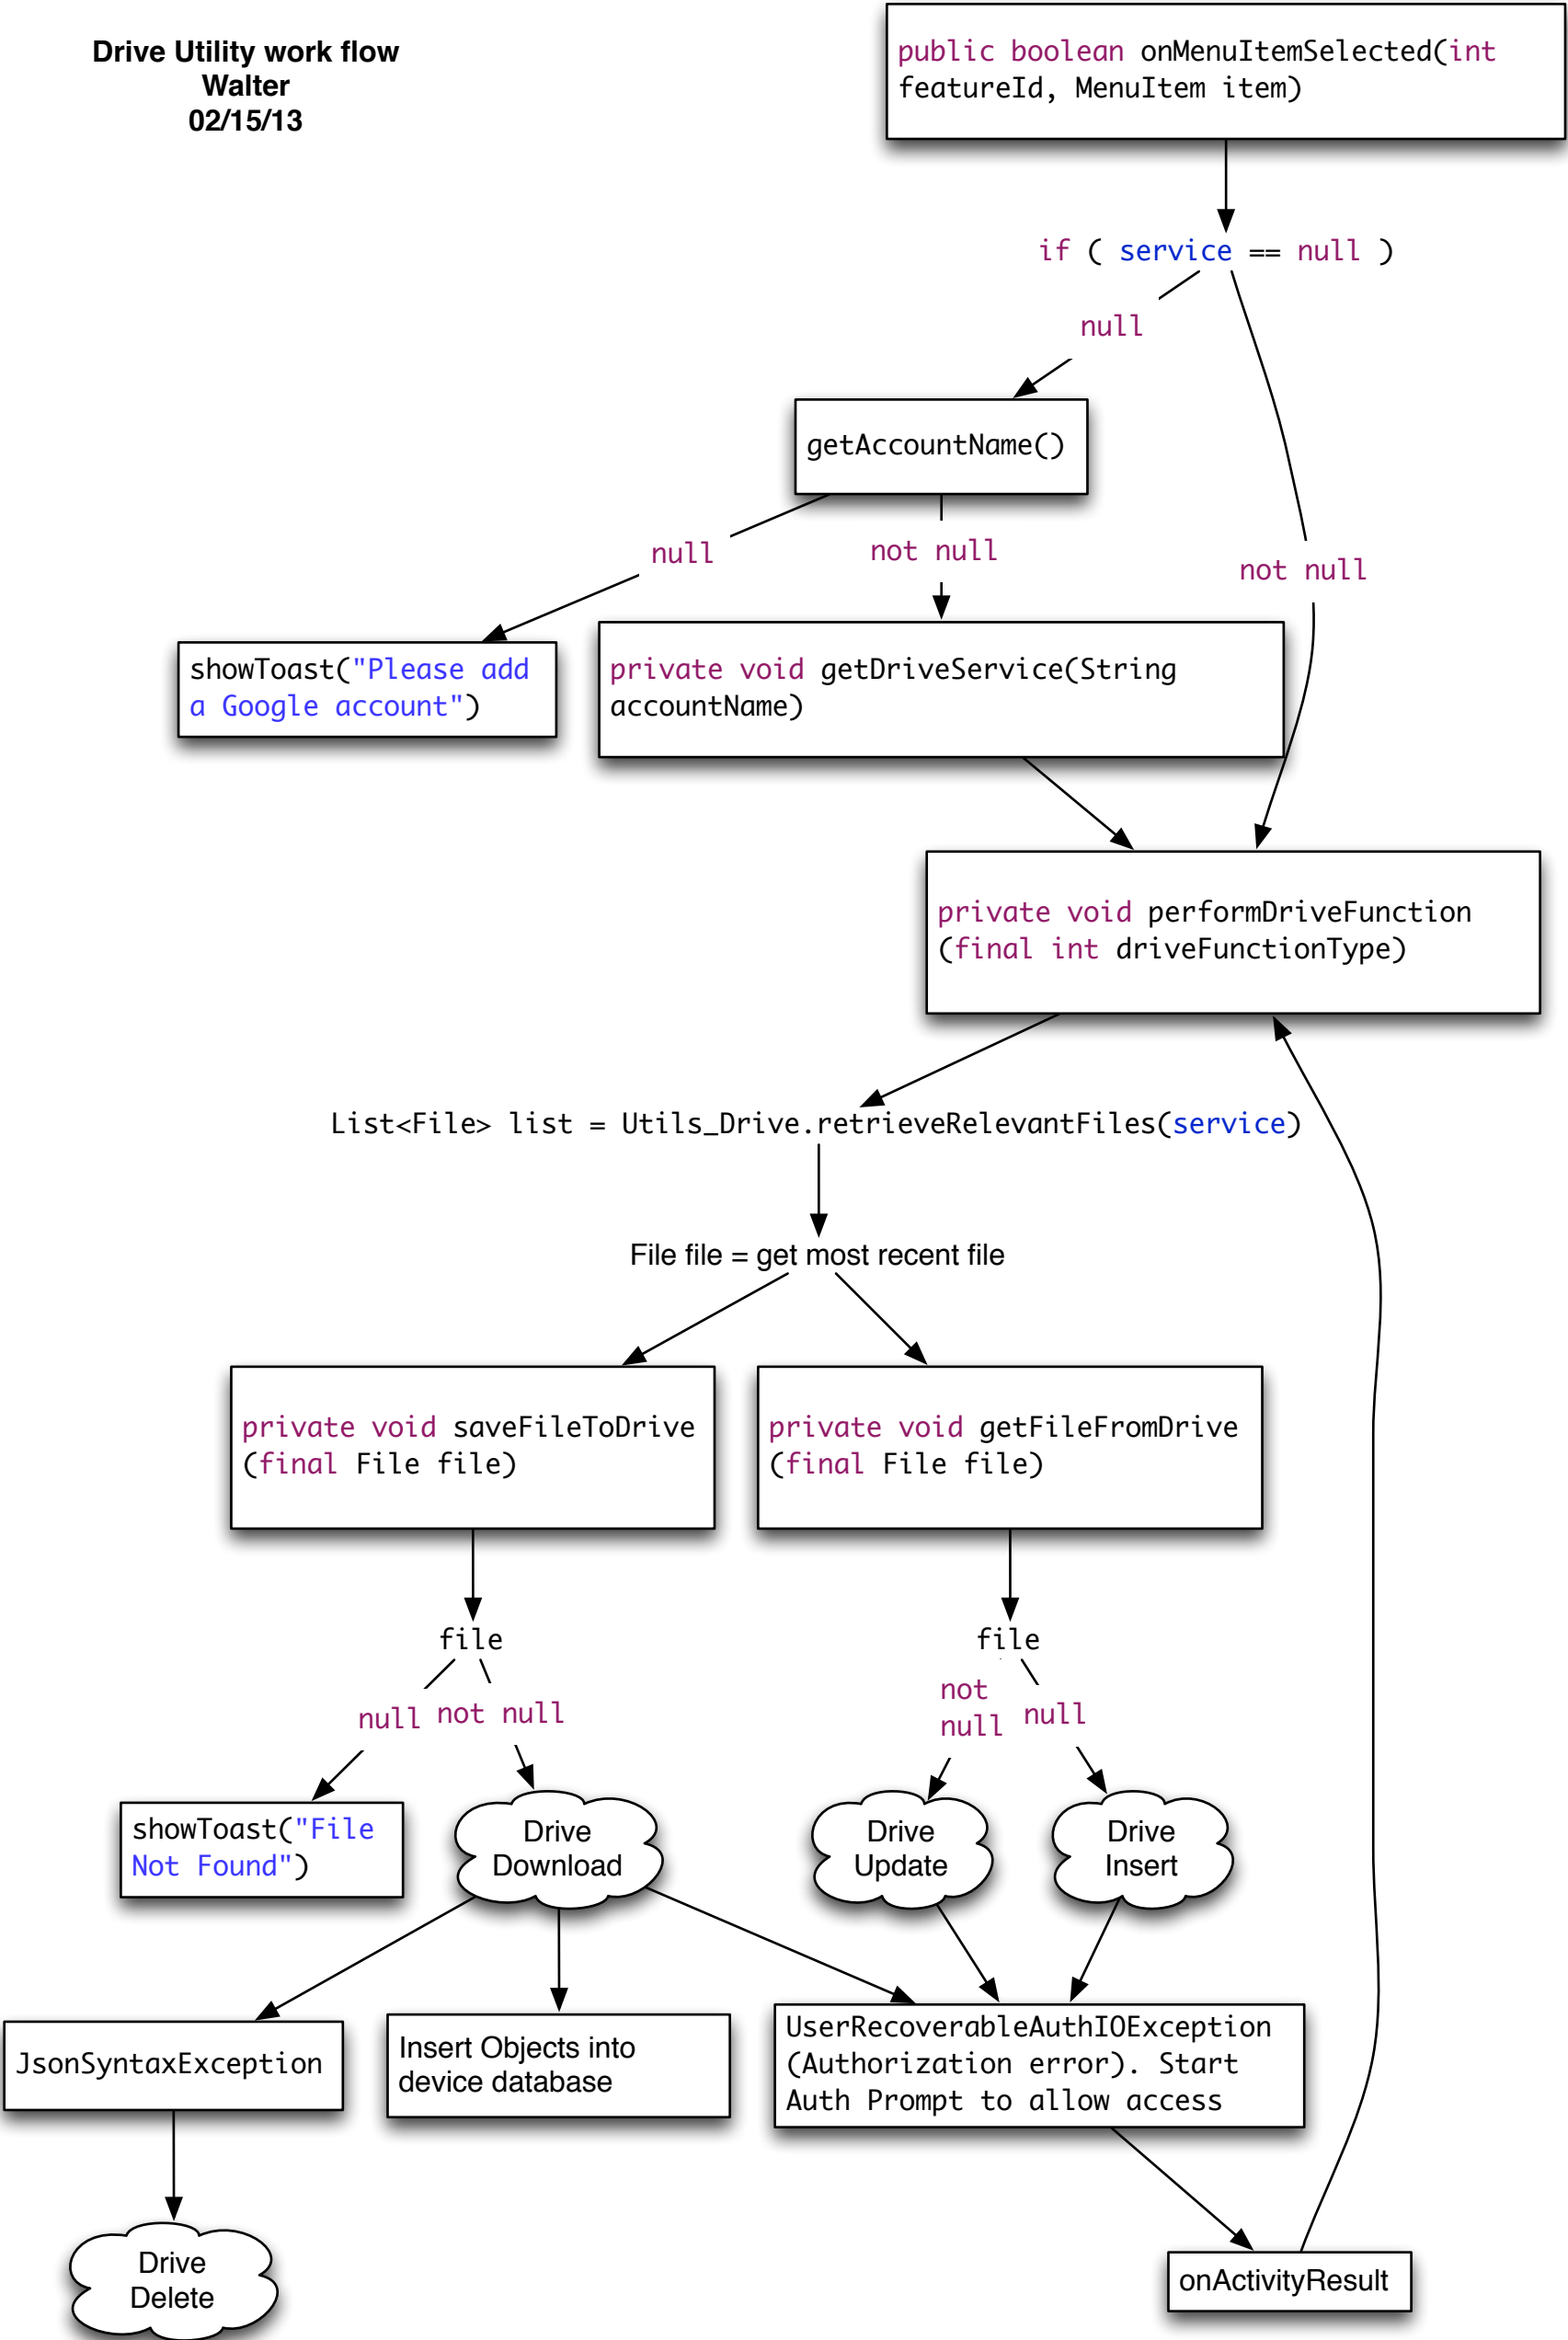 Drive Utility work flow
Walter
02/15/13
public boolean onMenuItemSelected(int
featureId, MenuItem item)
if ( service == null )
null
getAccountName()
null
not null
not null
showToast("Please add
a Google account")
private void getDriveService(String
accountName)
private void performDriveFunction
(final int driveFunctionType)
List<File> list = Utils_Drive.retrieveRelevantFiles(service)
File file = get most recent file
private void saveFileToDrive
(final File file)
private void getFileFromDrive
(final File file)
file
file
null
not null
not
null
null
showToast("File
Not Found")
Drive
Download
Drive
Update
Drive
Insert
JsonSyntaxException
Insert Objects into
device database
UserRecoverableAuthIOException
(Authorization error). Start
Auth Prompt to allow access
Drive
Delete
onActivityResult